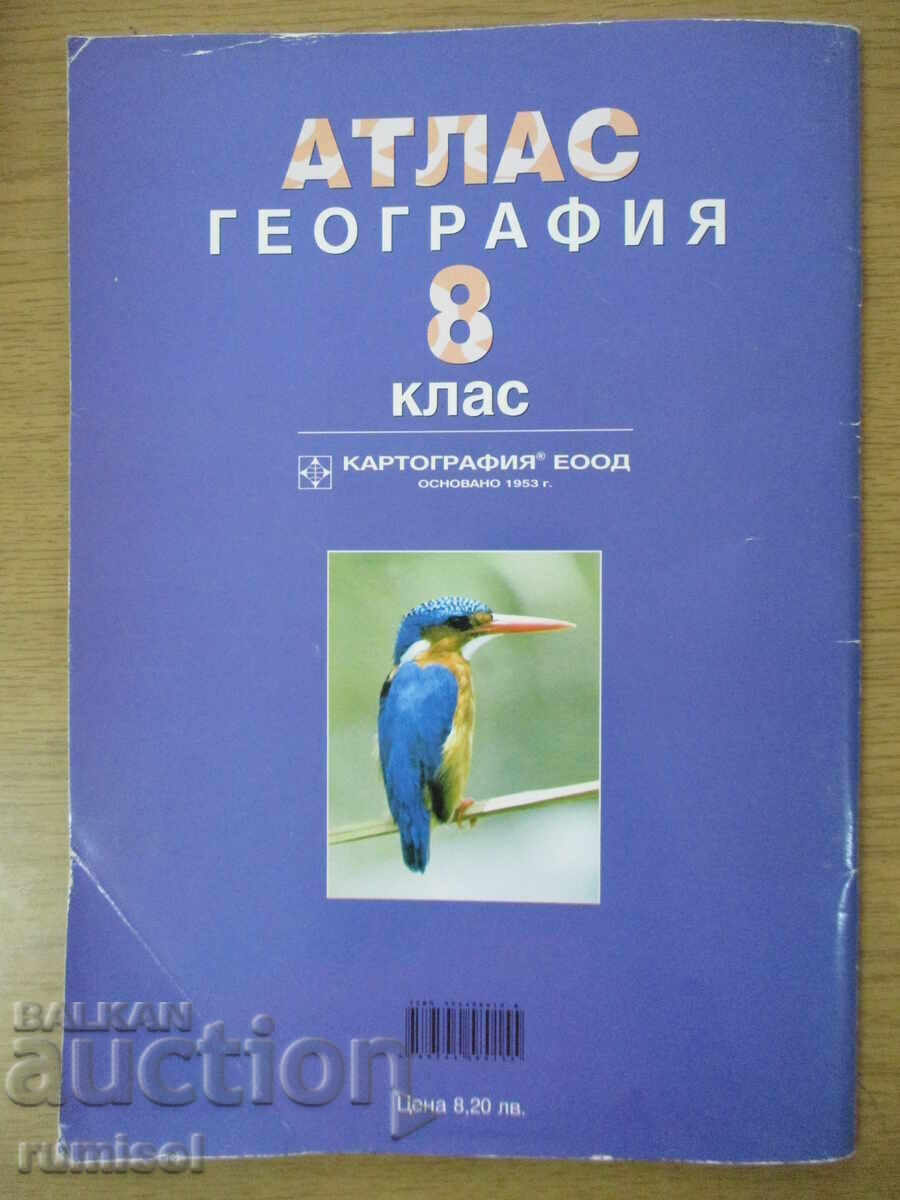 АТЛАС
ГЕОГРАФИЯ
8
клас
КАРТОГРАФИЯ® ЕООД
ОСНОВАНО 1953 г.
Цена 8,20 лв.
BALKAN
auction
rumisol